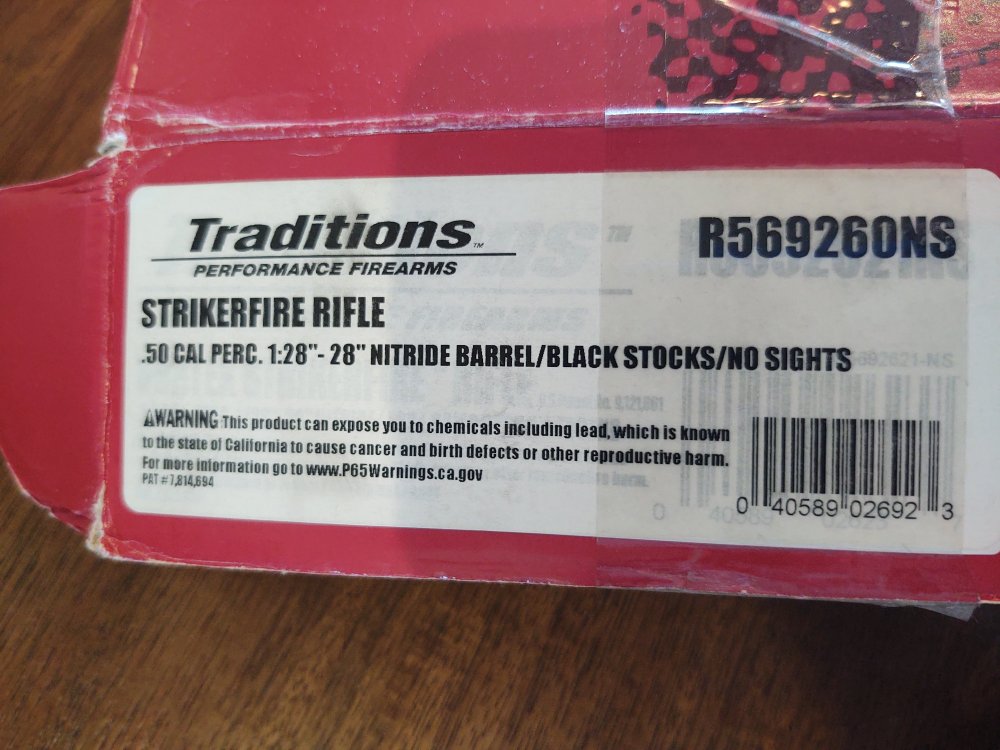 Traditions™
PERFORMANCE FIREARMS
R569260NS
STRIKERFIRE RIFLE
.50 CAL PERC. 1:28"- 28" NITRIDE BARREL/BLACK STOCKS/NO SIGHTS
⚠WARNING This product can expose you to chemicals including lead, which is known
to the state of California to cause cancer and birth defects or other reproductive harm.
For more information go to www.P65Warnings.ca.gov
PAT # 7,814,694
0 40589 02692 3